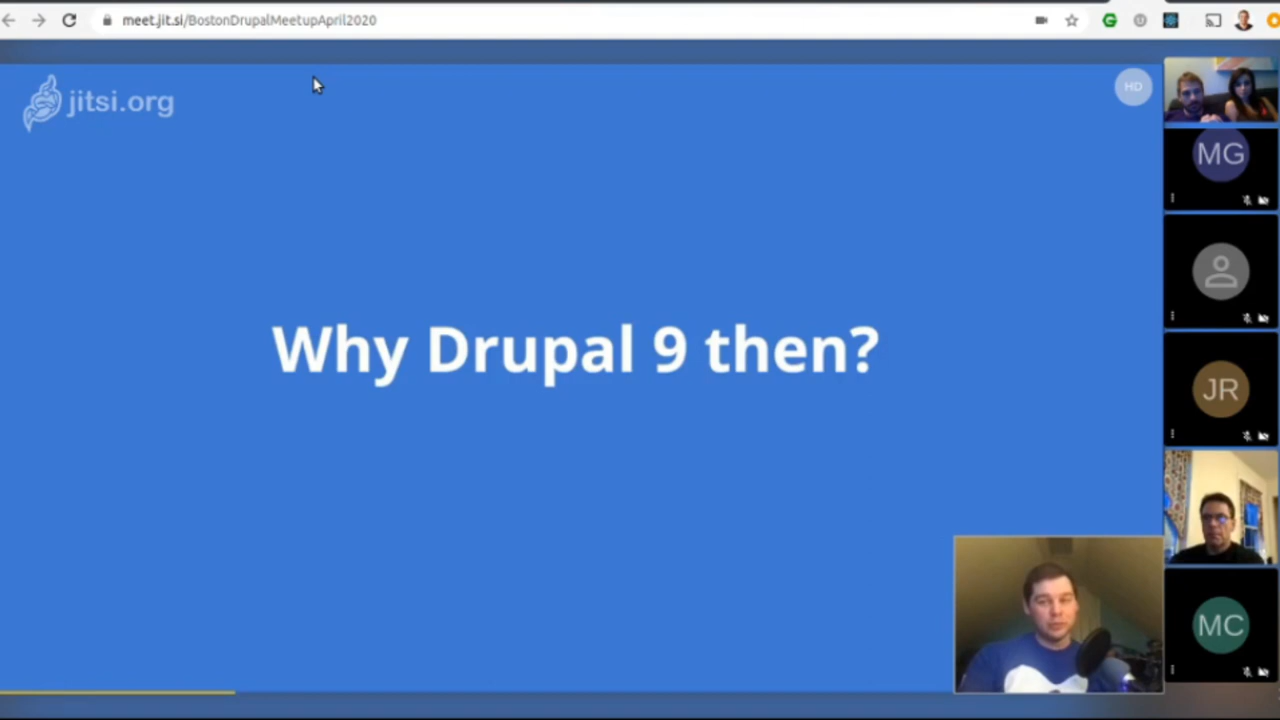 meet.jit.si/BostonDrupalMeetupApril2020
jitsi.org
HD
Why Drupal 9 then?
MG
JR
MC